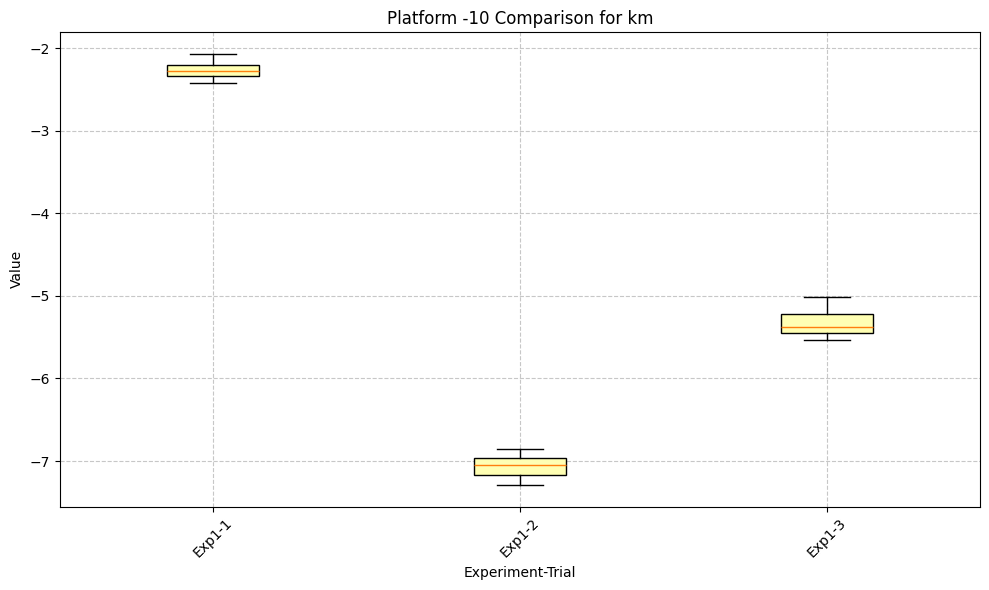 Platform -10 Comparison for km
Value
−2
−3
−4
−5
−6
−7
Exp1-1
Exp1-2
Exp1-3
Experiment-Trial